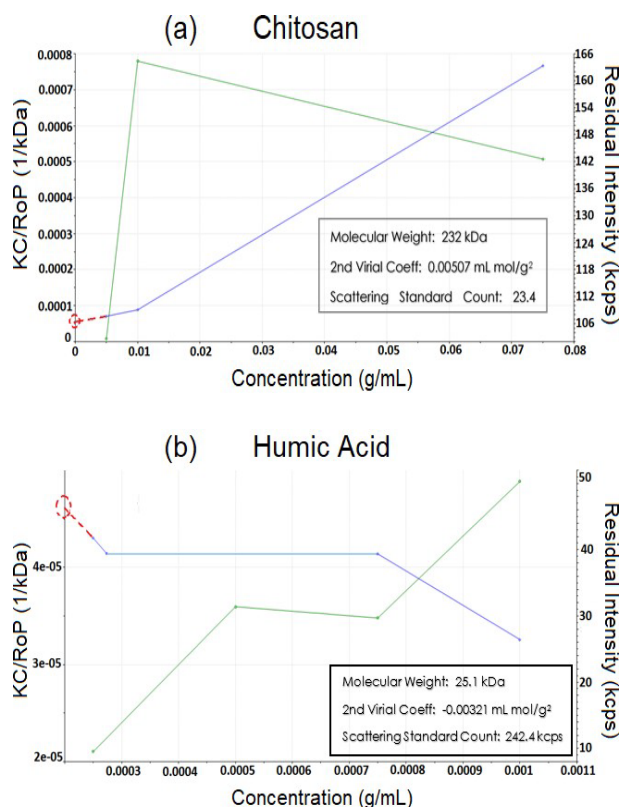 (a) Chitosan
KC/RoP (1/kDa)
0.0008
0.0007
0.0006
0.0005
0.0004
0.0003
0.0002
0.0001
0
166
160
154
148
142
136
130
124
118
112
106
Residual Intensity (kcps)
Molecular Weight: 232 kDa
2nd Virial Coeff: 0.00507 mL mol/g²
Scattering Standard Count: 23.4
0 0.01 0.02 0.03 0.04 0.05 0.06 0.07 0.08
Concentration (g/mL)
(b) Humic Acid
KC/RoP (1/kDa)
4e-05
3e-05
2e-05
50
40
30
20
10
Residual Intensity (kcps)
Molecular Weight: 25.1 kDa
2nd Virial Coeff: -0.00321 mL mol/g²
Scattering Standard Count: 242.4 kcps
0.0003 0.0004 0.0005 0.0006 0.0007 0.0008 0.0009 0.001 0.0011
Concentration (g/mL)